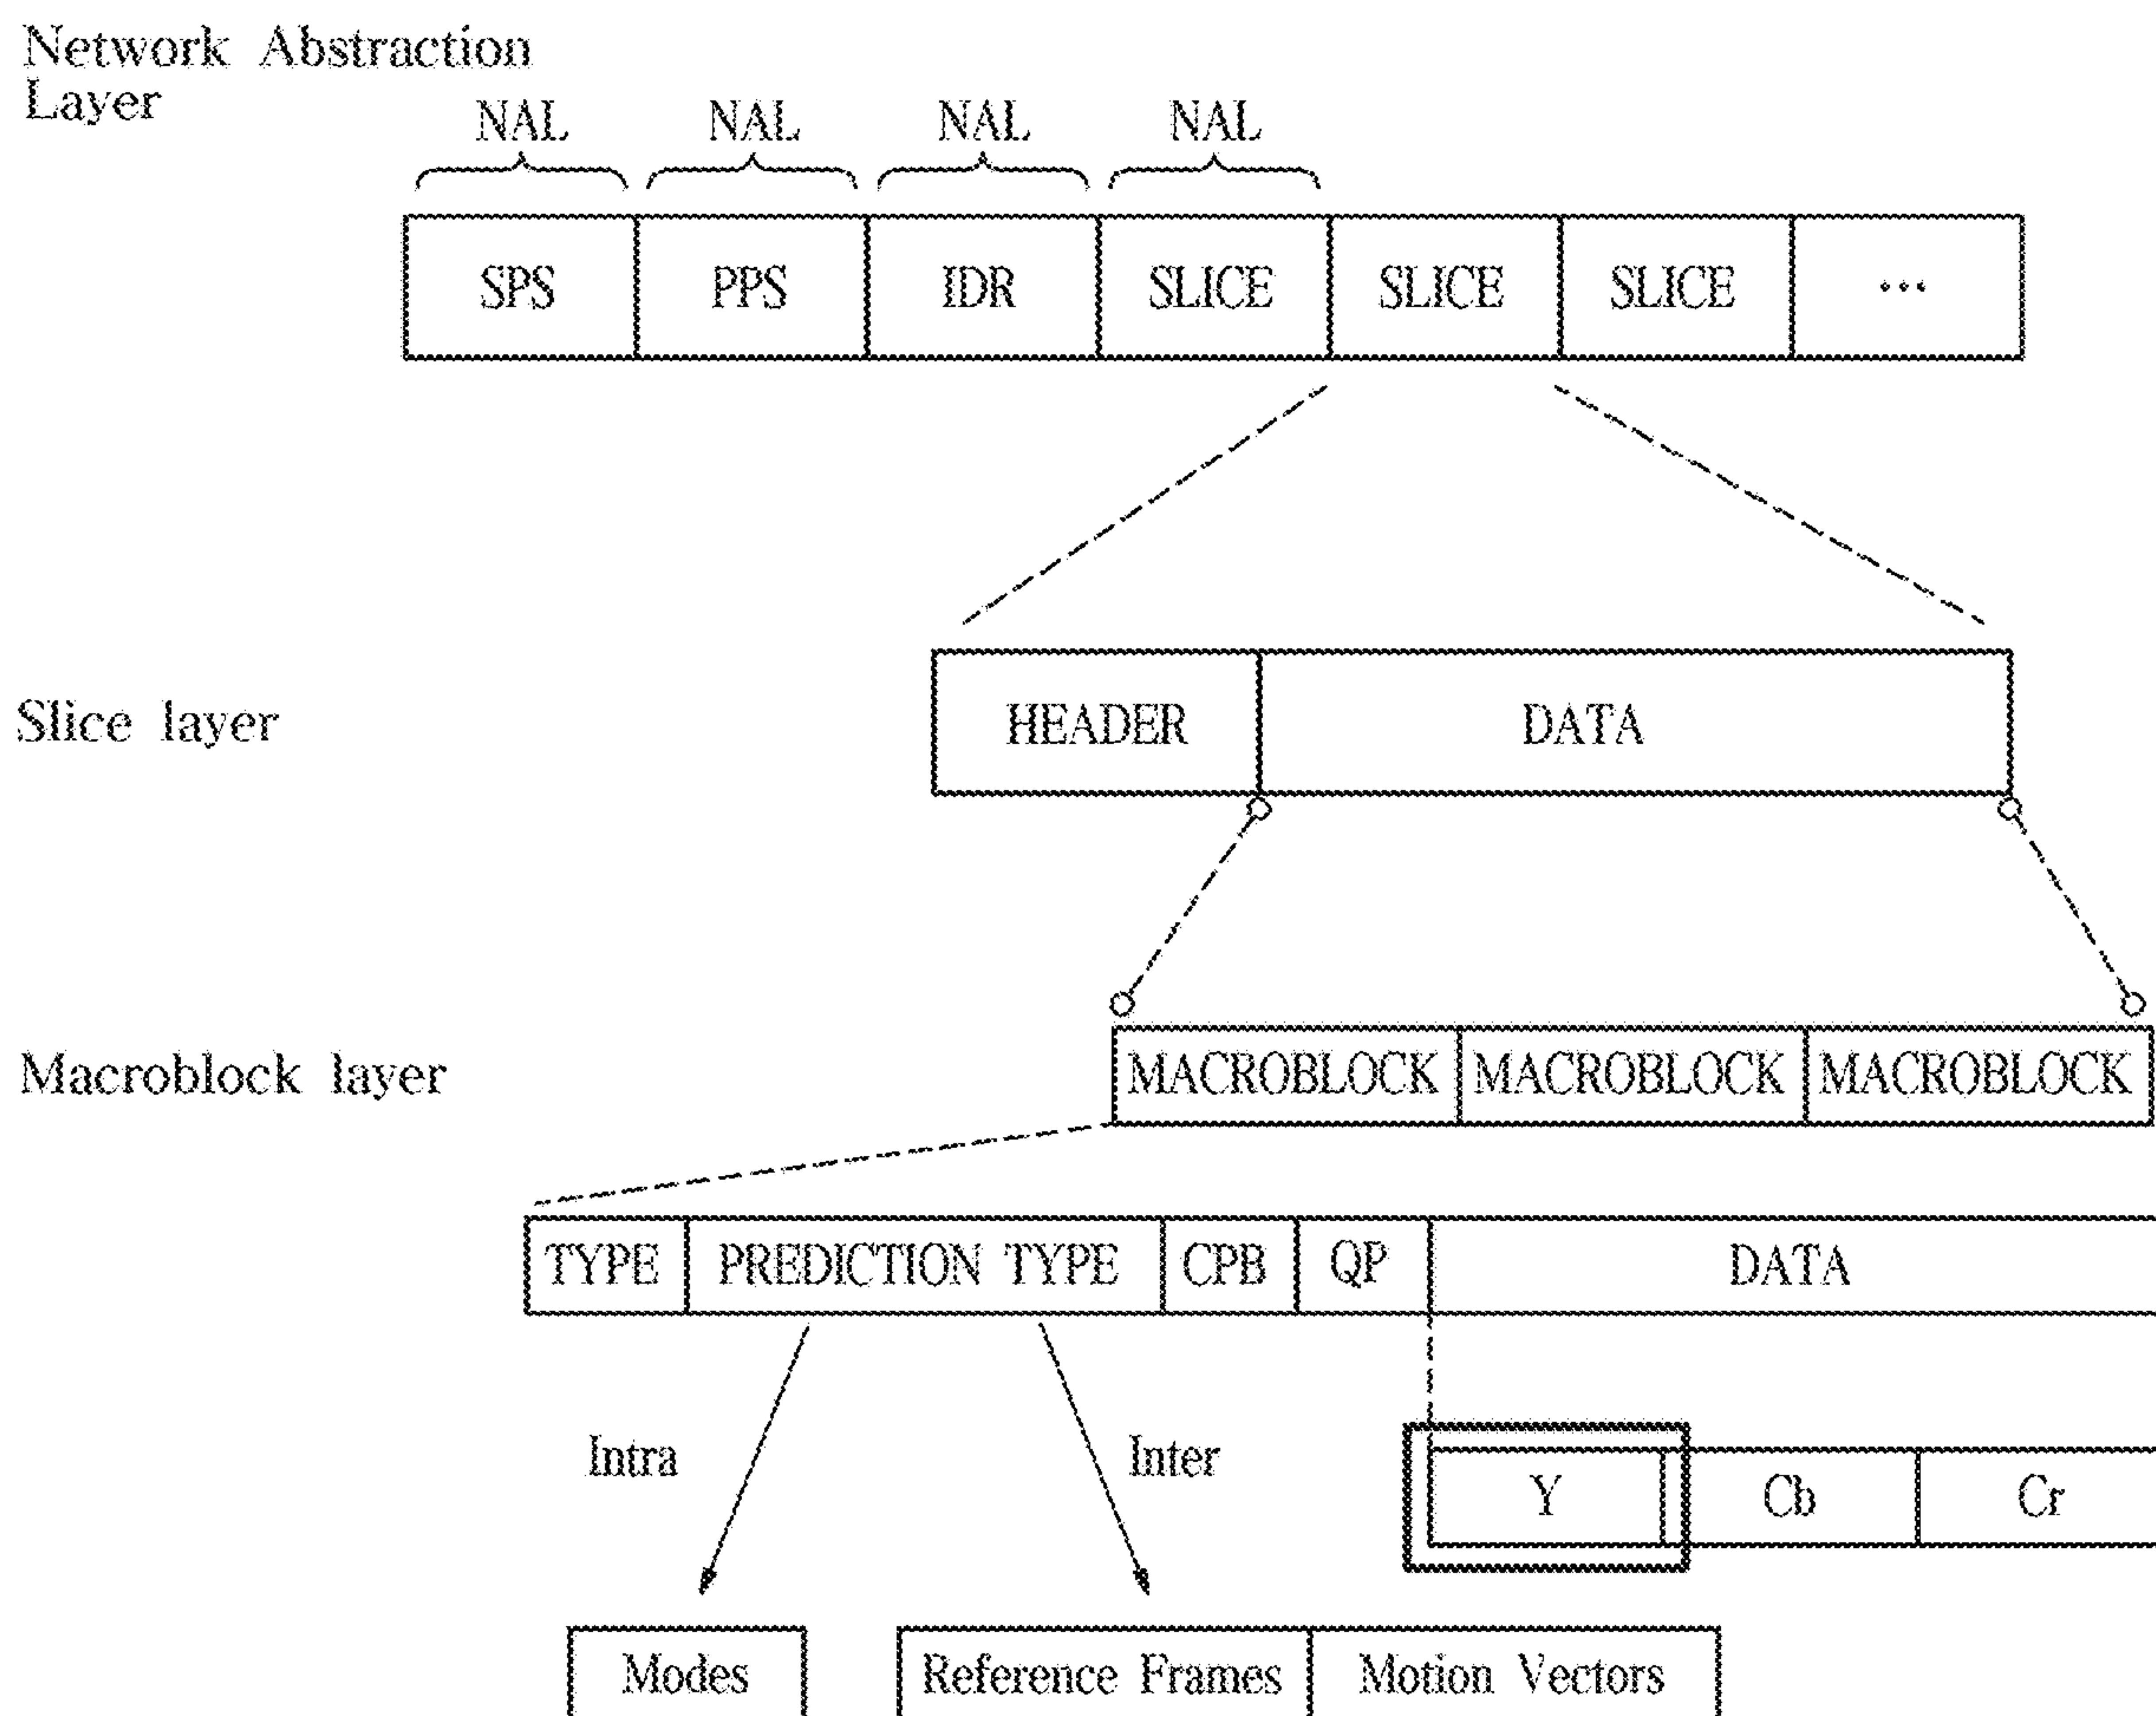 Network Abstraction
Layer
NAL NAL NAL NAL
SPS PPS IDR SLICE SLICE SLICE ...
Slice layer
HEADER DATA
Macroblock layer
MACROBLOCK MACROBLOCK MACROBLOCK
TYPE PREDICTION TYPE CPB QP DATA
Intra Inter
Y Cb Cr
Modes Reference Frames Motion Vectors